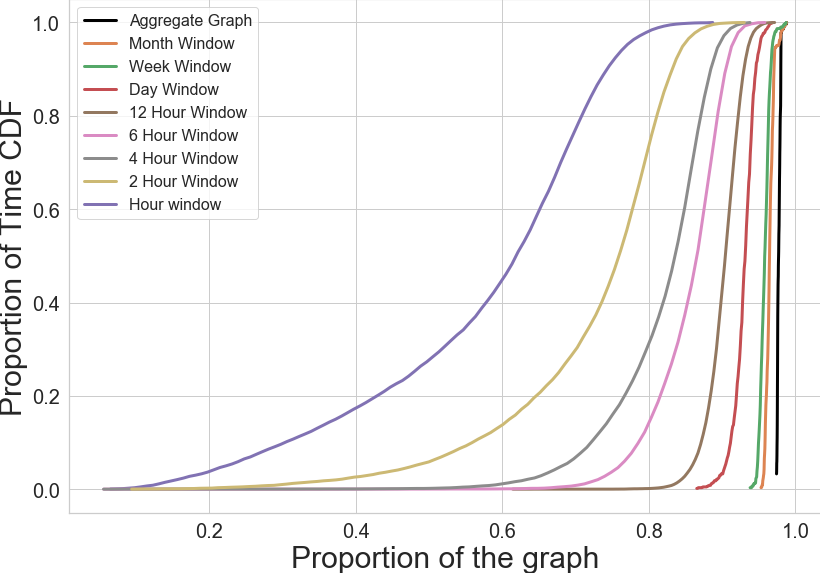 Proportion of Time CDF
1.0
0.8
0.6
0.4
0.2
0.0
Aggregate Graph
Month Window
Week Window
Day Window
12 Hour Window
6 Hour Window
4 Hour Window
2 Hour Window
Hour window
0.2 0.4 0.6 0.8 1.0
Proportion of the graph